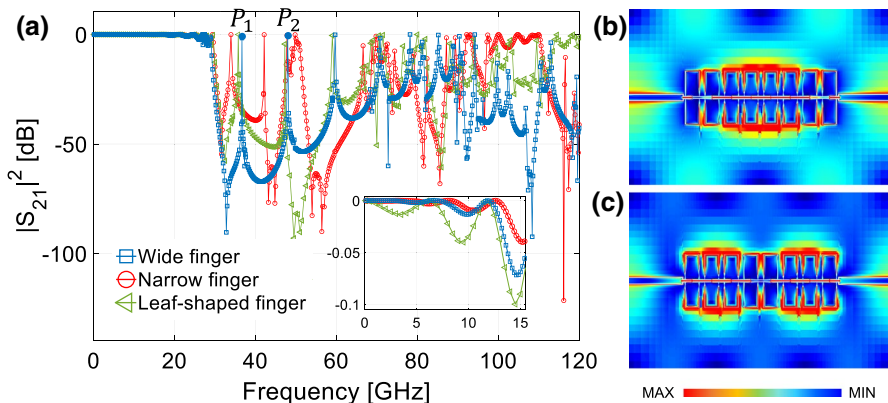 (a)
P1 P2
0
-50
-100
|S21|² [dB]
Wide finger
Narrow finger
Leaf-shaped finger
0
-0.05
-0.1
0 5 10 15
0 20 40 60 80 100 120
Frequency [GHz]
(b)
(c)
MAX MIN